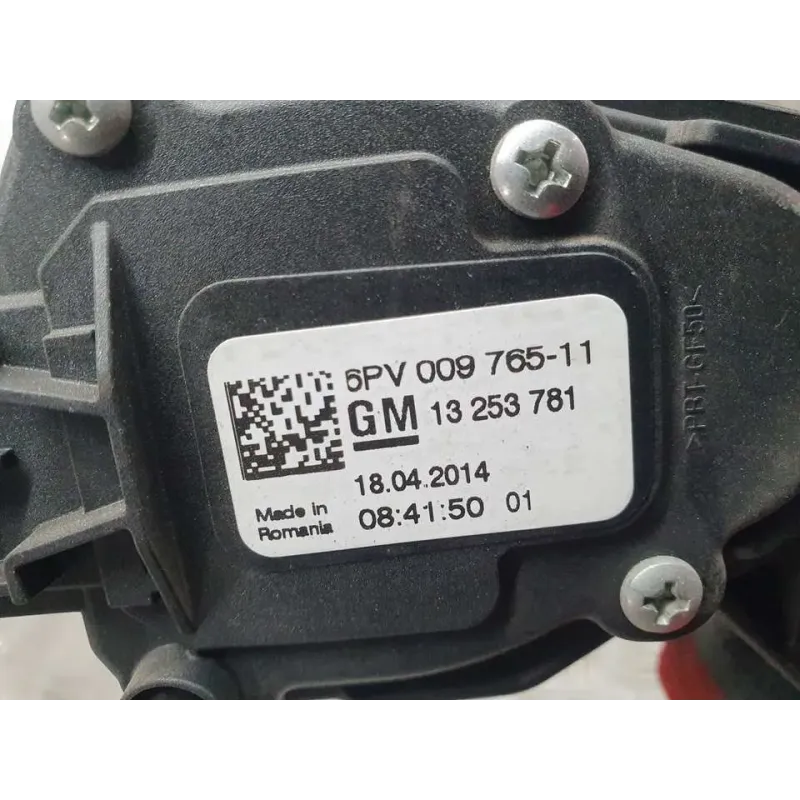 6PV 009 765-11
GM 13 253 781
18.04.2014
Made in
Romania
08:41:50 01
>PBT-GF50<